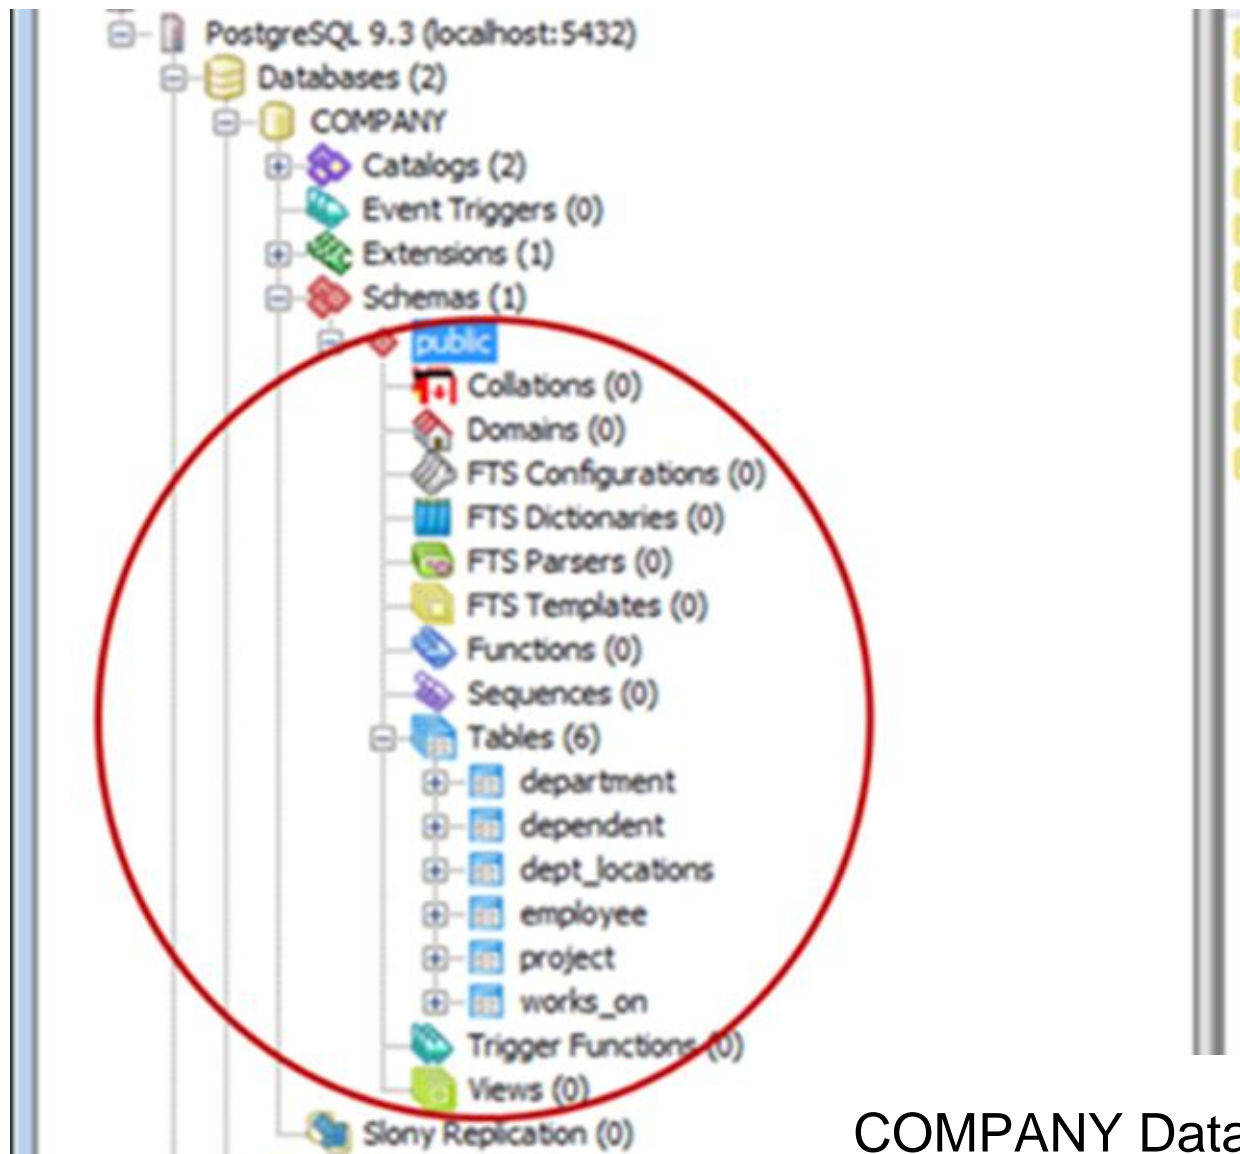 PostgreSQL 9.3 (localhost:5432)
Databases (2)
COMPANY
Catalogs (2)
Event Triggers (0)
Extensions (1)
Schemas (1)
public
Collations (0)
Domains (0)
FTS Configurations (0)
FTS Dictionaries (0)
FTS Parsers (0)
FTS Templates (0)
Functions (0)
Sequences (0)
Tables (6)
department
dependent
dept_locations
employee
project
works_on
Trigger Functions (0)
Views (0)
Slony Replication (0)
COMPANY Data